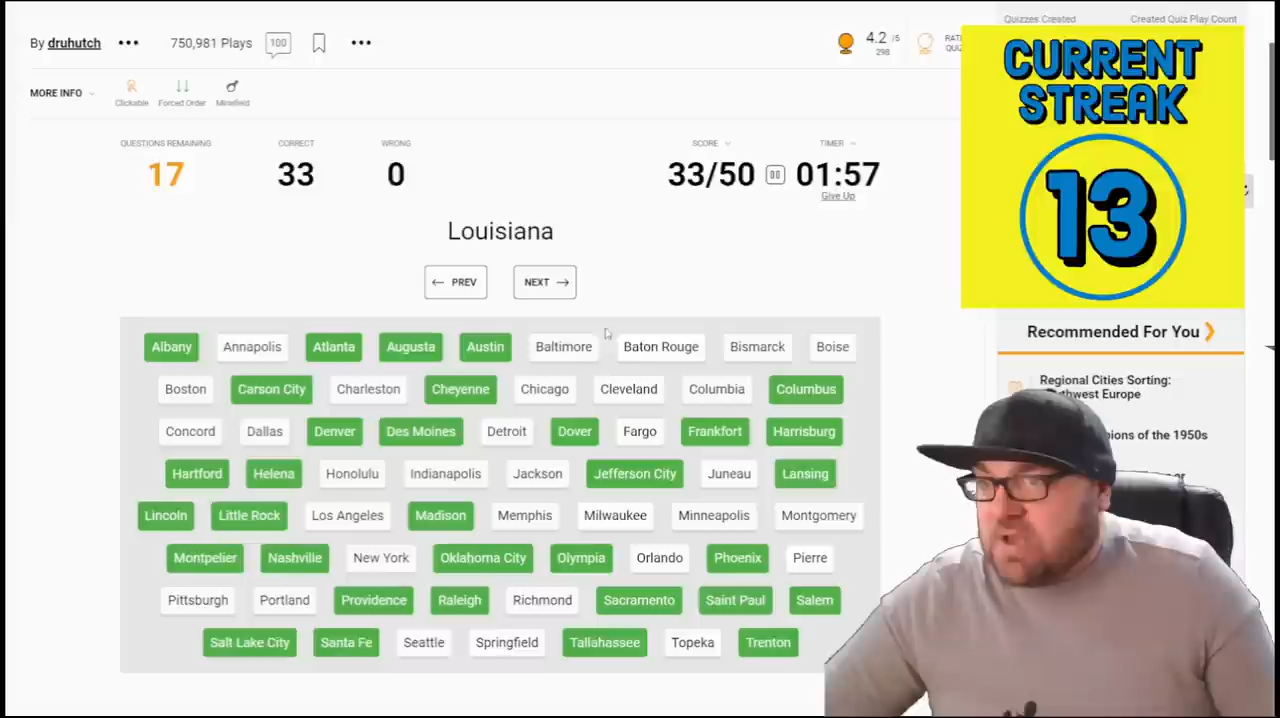 Quizzes Created Created Quiz Play Count
By druhutch ••• 750,981 Plays 100 ••• 4.2 /5
298
MORE INFO Clickable Forced Order Minefield
CURRENT
STREAK
13
QUESTIONS REMAINING CORRECT WRONG SCORE TIMER
17 33 0 33/50 01:57
Give Up
Louisiana
← PREV NEXT →
Recommended For You
Regional Cities Sorting:
Europe
of the 1950s
Albany Annapolis Atlanta Augusta Austin Baltimore Baton Rouge Bismarck Boise
Boston Carson City Charleston Cheyenne Chicago Cleveland Columbia Columbus
Concord Dallas Denver Des Moines Detroit Dover Fargo Frankfort Harrisburg
Hartford Helena Honolulu Indianapolis Jackson Jefferson City Juneau Lansing
Lincoln Little Rock Los Angeles Madison Memphis Milwaukee Minneapolis Montgomery
Montpelier Nashville New York Oklahoma City Olympia Orlando Phoenix Pierre
Pittsburgh Portland Providence Raleigh Richmond Sacramento Saint Paul Salem
Salt Lake City Santa Fe Seattle Springfield Tallahassee Topeka Trenton